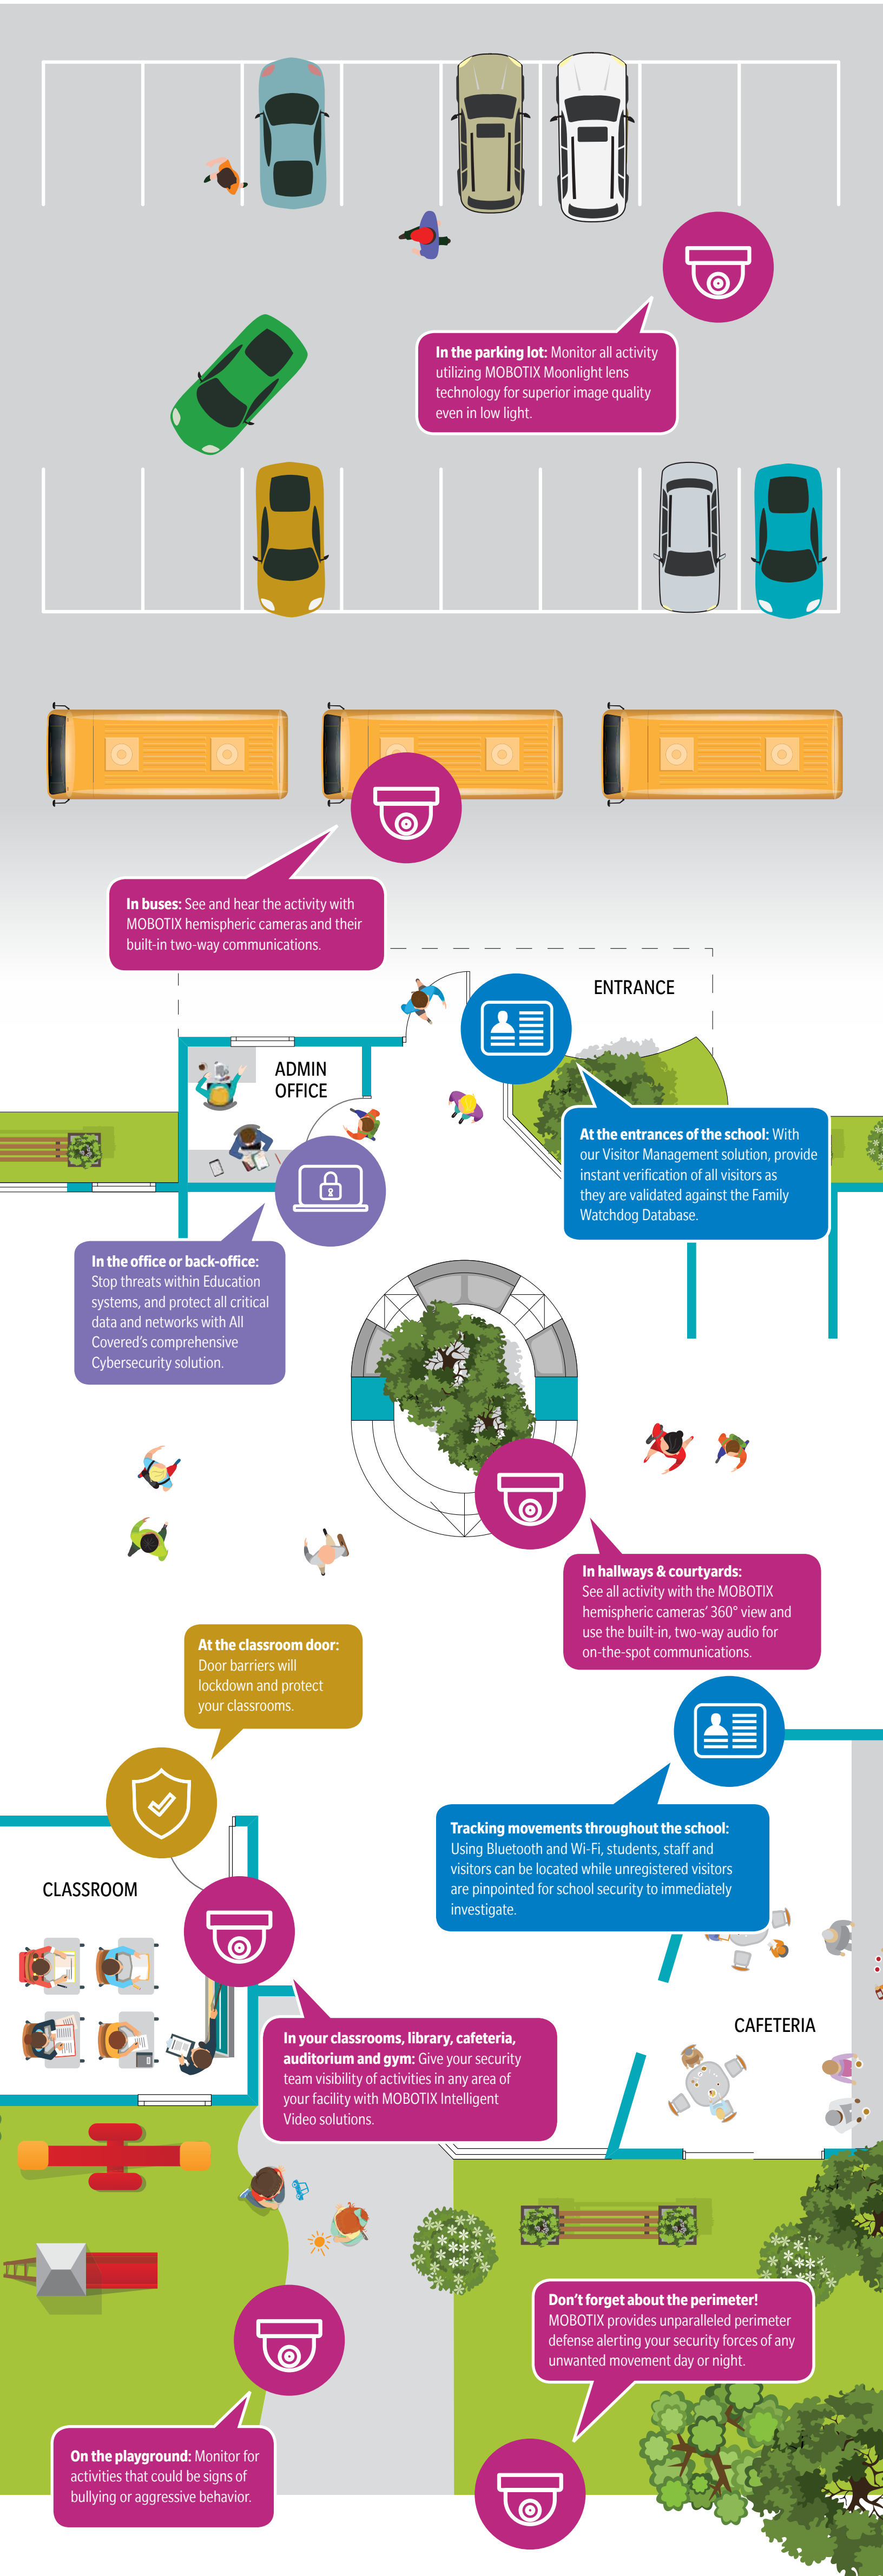 In the parking lot: Monitor all activity
utilizing MOBOTIX Moonlight lens
technology for superior image quality
even in low light.
In buses: See and hear the activity with
MOBOTIX hemispheric cameras and their
built-in two-way communications.
ENTRANCE
ADMIN
OFFICE
At the entrances of the school: With
our Visitor Management solution, provide
instant verification of all visitors as
they are validated against the Family
Watchdog Database.
In the office or back-office:
Stop threats within Education
systems, and protect all critical
data and networks with All
Covered’s comprehensive
Cybersecurity solution.
In hallways & courtyards:
See all activity with the MOBOTIX
hemispheric cameras’ 360° view and
use the built-in, two-way audio for
on-the-spot communications.
At the classroom door:
Door barriers will
lockdown and protect
your classrooms.
Tracking movements throughout the school:
Using Bluetooth and Wi-Fi, students, staff and
visitors can be located while unregistered visitors
are pinpointed for school security to immediately
investigate.
CLASSROOM
CAFETERIA
In your classrooms, library, cafeteria,
auditorium and gym: Give your security
team visibility of activities in any area of
your facility with MOBOTIX Intelligent
Video solutions.
Don’t forget about the perimeter!
MOBOTIX provides unparalleled perimeter
defense alerting your security forces of any
unwanted movement day or night.
On the playground: Monitor for
activities that could be signs of
bullying or aggressive behavior.